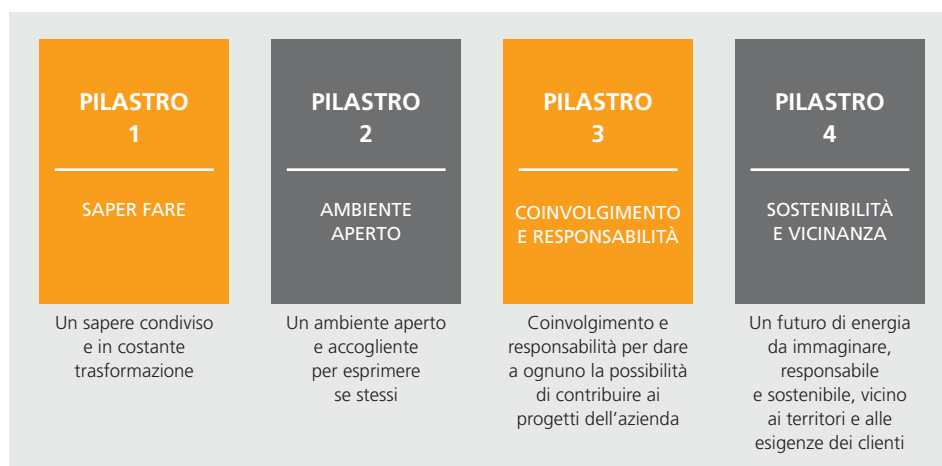 PILASTRO
1
SAPER FARE
Un sapere condiviso
e in costante
trasformazione
PILASTRO
2
AMBIENTE
APERTO
Un ambiente aperto
e accogliente
per esprimere
se stessi
PILASTRO
3
COINVOLGIMENTO
E RESPONSABILITÀ
Coinvolgimento e
responsabilità per dare
a ognuno la possibilità
di contribuire ai
progetti dell’azienda
PILASTRO
4
SOSTENIBILITÀ
E VICINANZA
Un futuro di energia
da immaginare,
responsabile
e sostenibile, vicino
ai territori e alle
esigenze dei clienti